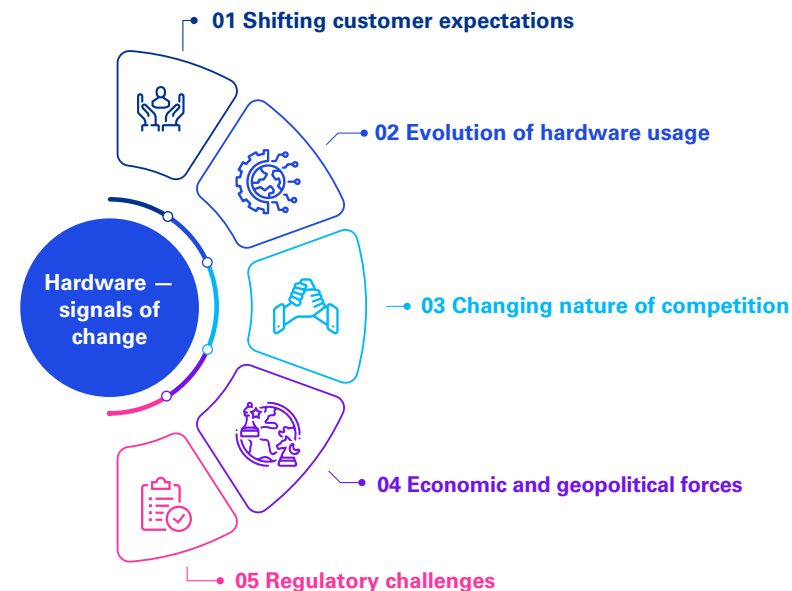 01 Shifting customer expectations
02 Evolution of hardware usage
Hardware —
signals of
change
03 Changing nature of competition
04 Economic and geopolitical forces
05 Regulatory challenges